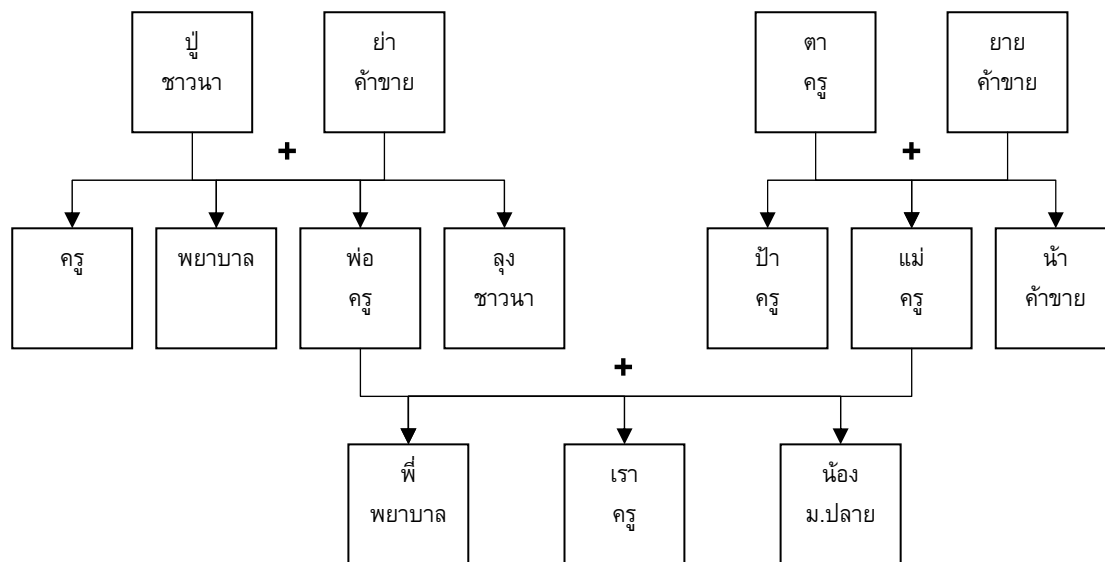 ปู่
ชาวนา
ย่า
ค้าขาย
ตา
ครู
ยาย
ค้าขาย
+
+
ครู
พยาบาล
พ่อ
ครู
ลุง
ชาวนา
ป้า
ครู
แม่
ครู
น้า
ค้าขาย
+
พี่
พยาบาล
เรา
ครู
น้อง
ม.ปลาย